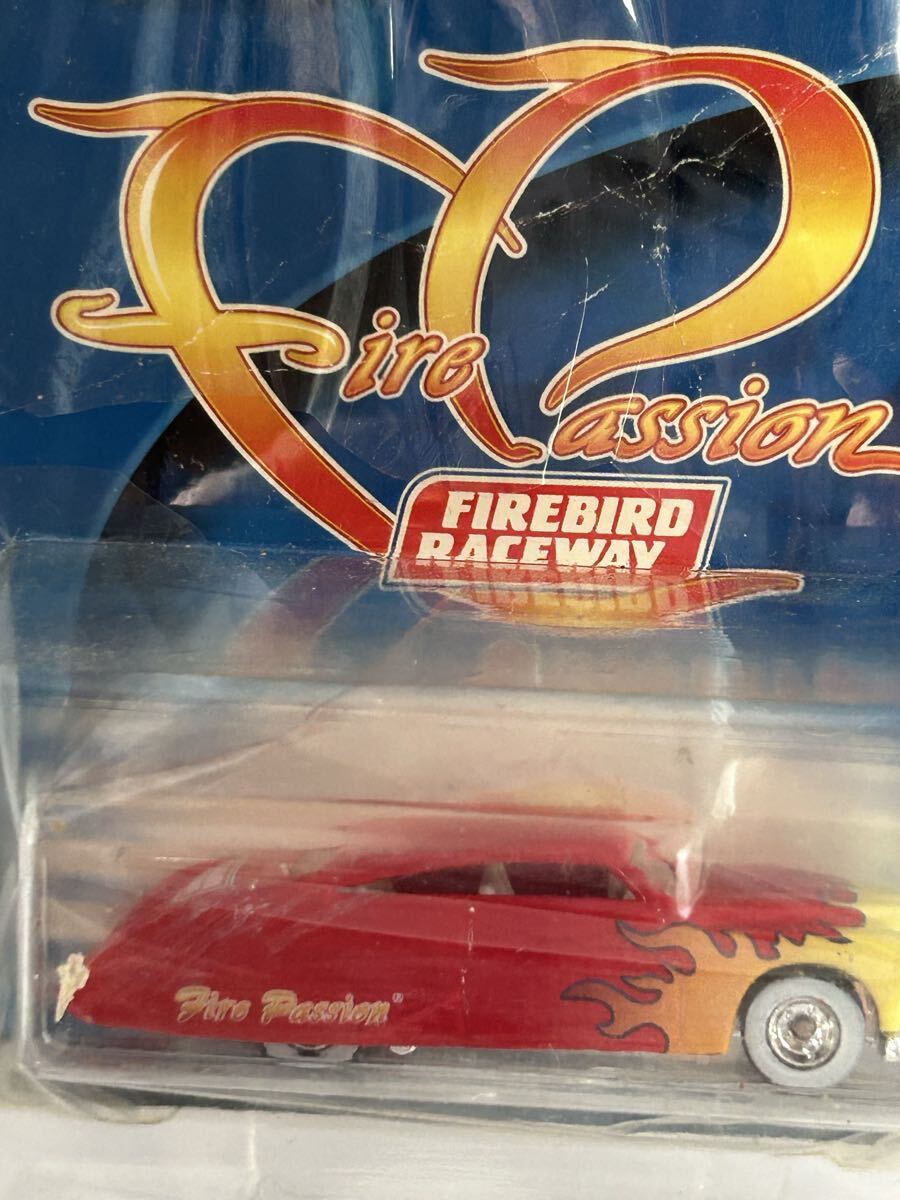 Fire Passion
FIREBIRD
RACEWAY
Fire Passion®